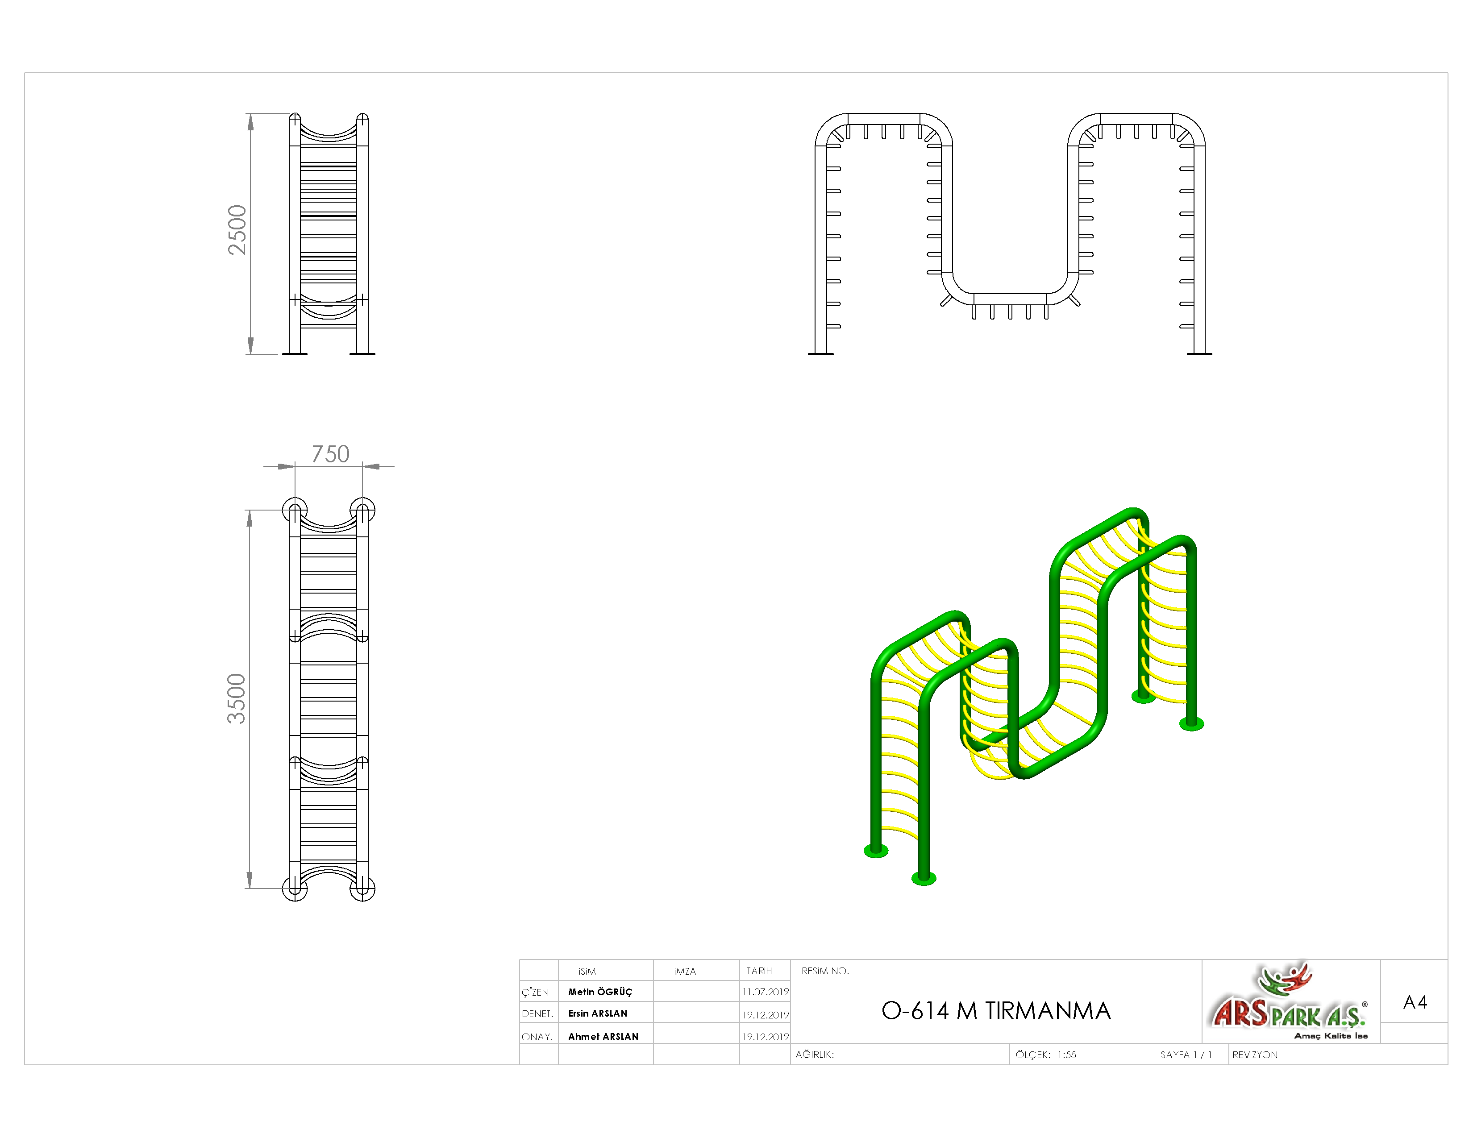 2500
750
3500
İSİM
İMZA
TARİH
RESİM NO.
ÇİZEN.
Metin ÖGRÜÇ
11.07.2019
DENET.
Ersin ARSLAN
19.12.2019
ONAY.
Ahmet ARSLAN
19.12.2019
O-614 M TIRMANMA
ARSPARK A.Ş.®
Amaç Kalite İse
A4
AĞIRLIK:
ÖLÇEK: 1:55
SAYFA 1 / 1
REVİZYON